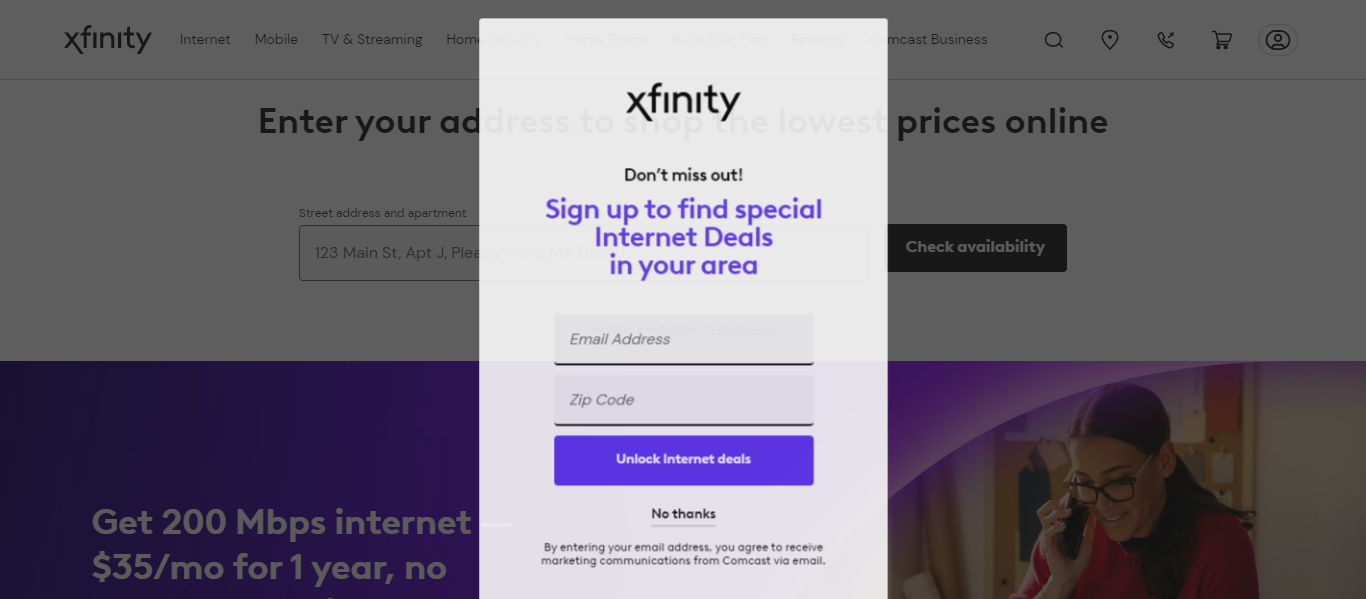 xfinity
Internet Mobile TV & Streaming Home Security Home Phone Build Your Plan Rewards Comcast Business
Enter your address to shop the lowest prices online
Street address and apartment
123 Main St, Apt J, Pleasantville, MA
Check availability
xfinity
Don't miss out!
Sign up to find special
Internet Deals
in your area
customer? Sign in here
Email Address
Zip Code
Unlock Internet deals
No thanks
By entering your email address, you agree to receive
marketing communications from Comcast via email.
Get 200 Mbps internet
$35/mo for 1 year, no